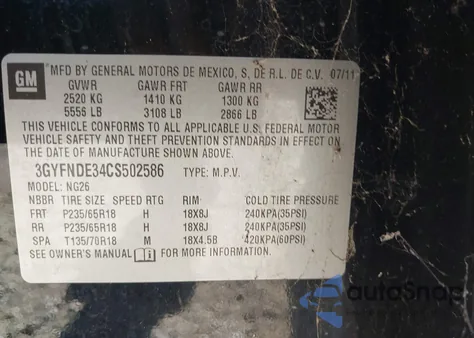 GM
MFD BY GENERAL MOTORS DE MEXICO, S, DE R.L. DE C.V. 07/11
GVWR GAWR FRT GAWR RR
2520 KG 1410 KG 1300 KG
5556 LB 3108 LB 2866 LB
THIS VEHICLE CONFORMS TO ALL APPLICABLE U.S. FEDERAL MOTOR
VEHICLE SAFETY AND THEFT PREVENTION STANDARDS IN EFFECT ON
THE DATE OF MANUFACTURE SHOWN ABOVE.
3GYFNDE34CS502586 TYPE: M.P.V.
MODEL: NG26
NBBR TIRE SIZE SPEED RTG RIM COLD TIRE PRESSURE
FRT P235/65R18 H 18X8J 240KPA(35PSI)
RR P235/65R18 H 18X8J 240KPA(35PSI)
SPA T135/70R18 M 18X4.5B 420KPA(60PSI)
SEE OWNER'S MANUAL FOR MORE INFORMATION
autoSnap